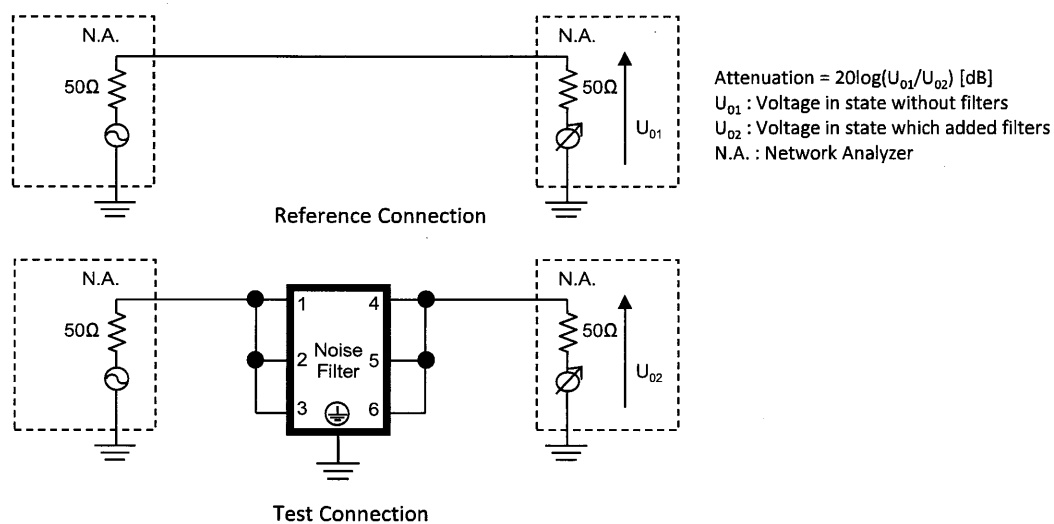 N.A.
50Ω
N.A.
50Ω
U01
Attenuation = 20log(U01/U02) [dB]
U01 : Voltage in state without filters
U02 : Voltage in state which added filters
N.A. : Network Analyzer
Reference Connection
N.A.
50Ω
1
4
2
Noise
5
Filter
3
6
N.A.
50Ω
U02
Test Connection